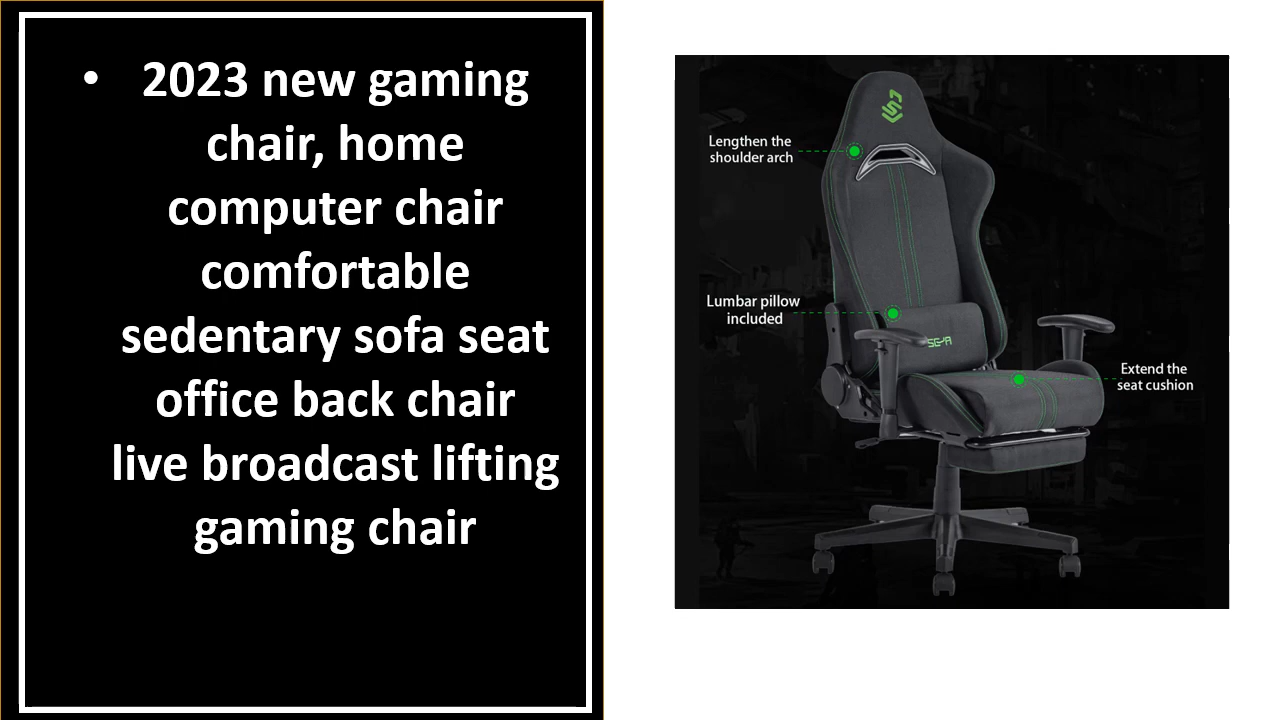 • 2023 new gaming
chair, home
computer chair
comfortable
sedentary sofa seat
office back chair
live broadcast lifting
gaming chair
Lengthen the
shoulder arch
Lumbar pillow
included
Extend the
seat cushion